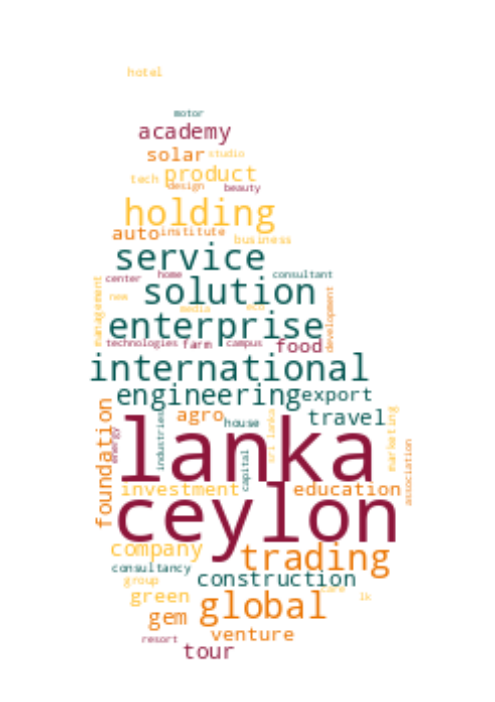 hotel
motor
academy
solar studio
tech product
design beauty
holding
auto institute
business
service
center home consultant
management
solution
new media eco
development
enterprise
technologies farm campus food
international
engineering export
agro travel
foundation
energy
industries
house
sri lanka
marketing
lanka
capital
association
investment education
ceylon
company trading
consultancy construction
group
green care lk
gem global
venture
resort
tour